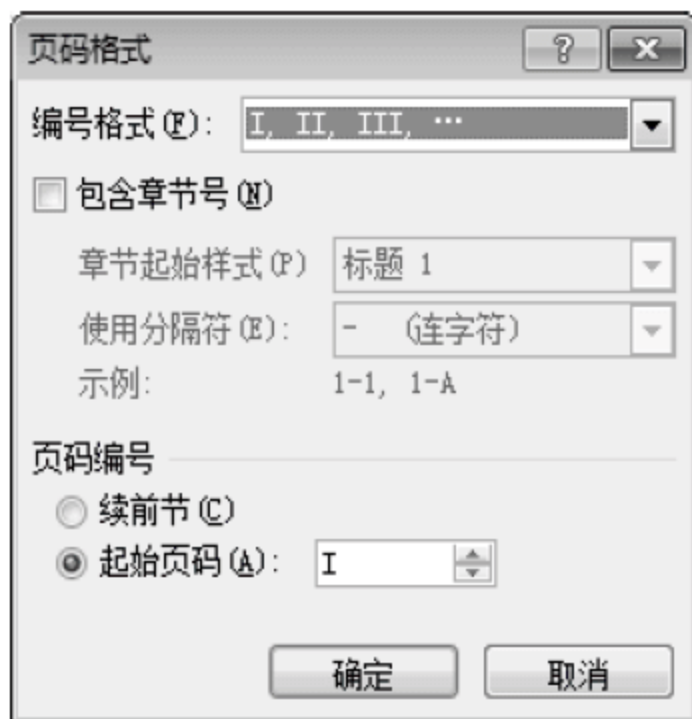 页码格式
编号格式(F): I, II, III, …
包含章节号(N)
章节起始样式(P) 标题 1
使用分隔符(E): - (连字符)
示例: 1-1, 1-A
页码编号
续前节(C)
起始页码(A): I
确定 取消